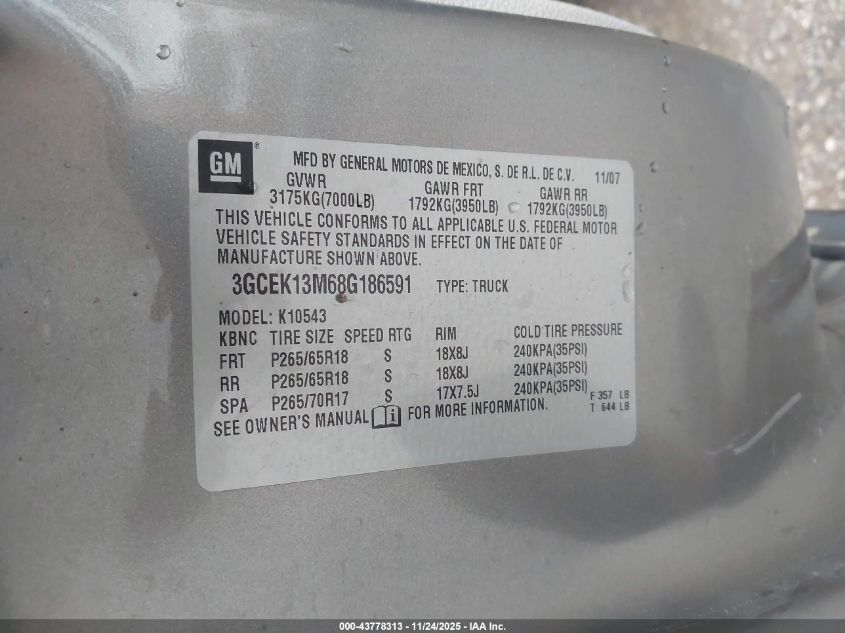 GM ® MFD BY GENERAL MOTORS DE MEXICO, S. DE R.L. DE C.V. 11/07
GVWR GAWR FRT GAWR RR
3175KG(7000LB) 1792KG(3950LB) 1792KG(3950LB)
THIS VEHICLE CONFORMS TO ALL APPLICABLE U.S. FEDERAL MOTOR
VEHICLE SAFETY STANDARDS IN EFFECT ON THE DATE OF
MANUFACTURE SHOWN ABOVE.
3GCEK13M68G186591 TYPE: TRUCK
MODEL: K10543
KBNC TIRE SIZE SPEED RTG RIM COLD TIRE PRESSURE
FRT P265/65R18 S 18X8J 240KPA(35PSI)
RR P265/65R18 S 18X8J 240KPA(35PSI)
SPA P265/70R17 S 17X7.5J 240KPA(35PSI) F 357 LB
SEE OWNER'S MANUAL FOR MORE INFORMATION. T 644 LB
000-43778313 - 11/24/2025 - IAA Inc.